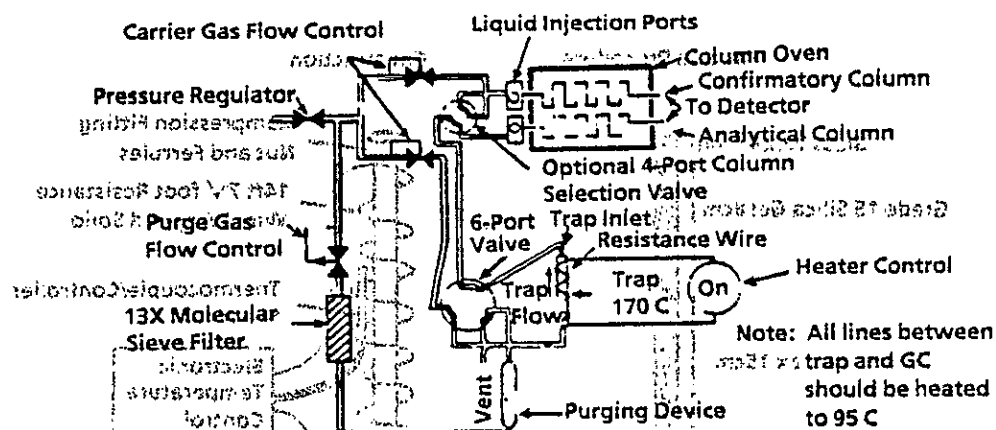 Carrier Gas Flow Control
Liquid Injection Ports
Column Oven
Confirmatory Column
To Detector
Analytical Column
Pressure Regulator
Optional 4-Port Column
Selection Valve
Purge Gas
Flow Control
6-Port
Valve
Trap Inlet
Resistance Wire
Heater Control
Trap
Flow
Trap
170 C
On
13X Molecular
Sieve Filter
Note: All lines between
trap and GC
should be heated
to 95 C
Vent
Purging Device